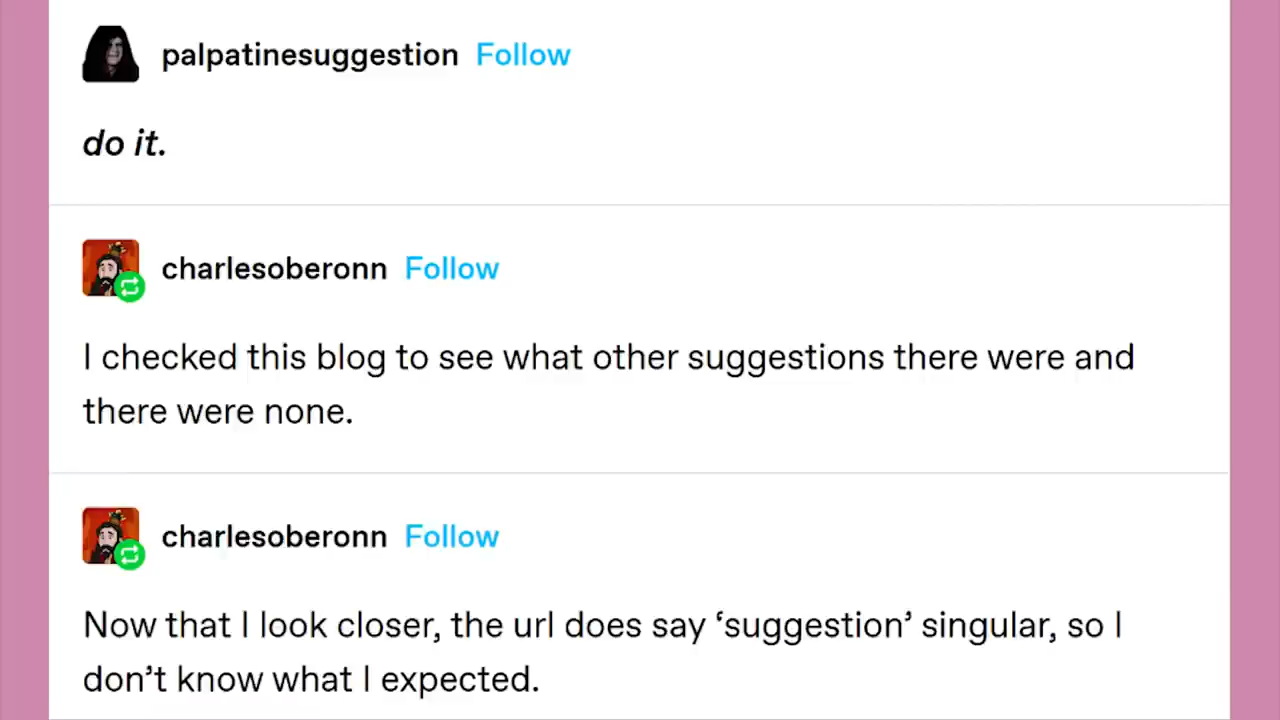 palpatinesuggestion Follow
do it.
charlesoberonn Follow
I checked this blog to see what other suggestions there were and
there were none.
charlesoberonn Follow
Now that I look closer, the url does say ‘suggestion’ singular, so I
don’t know what I expected.